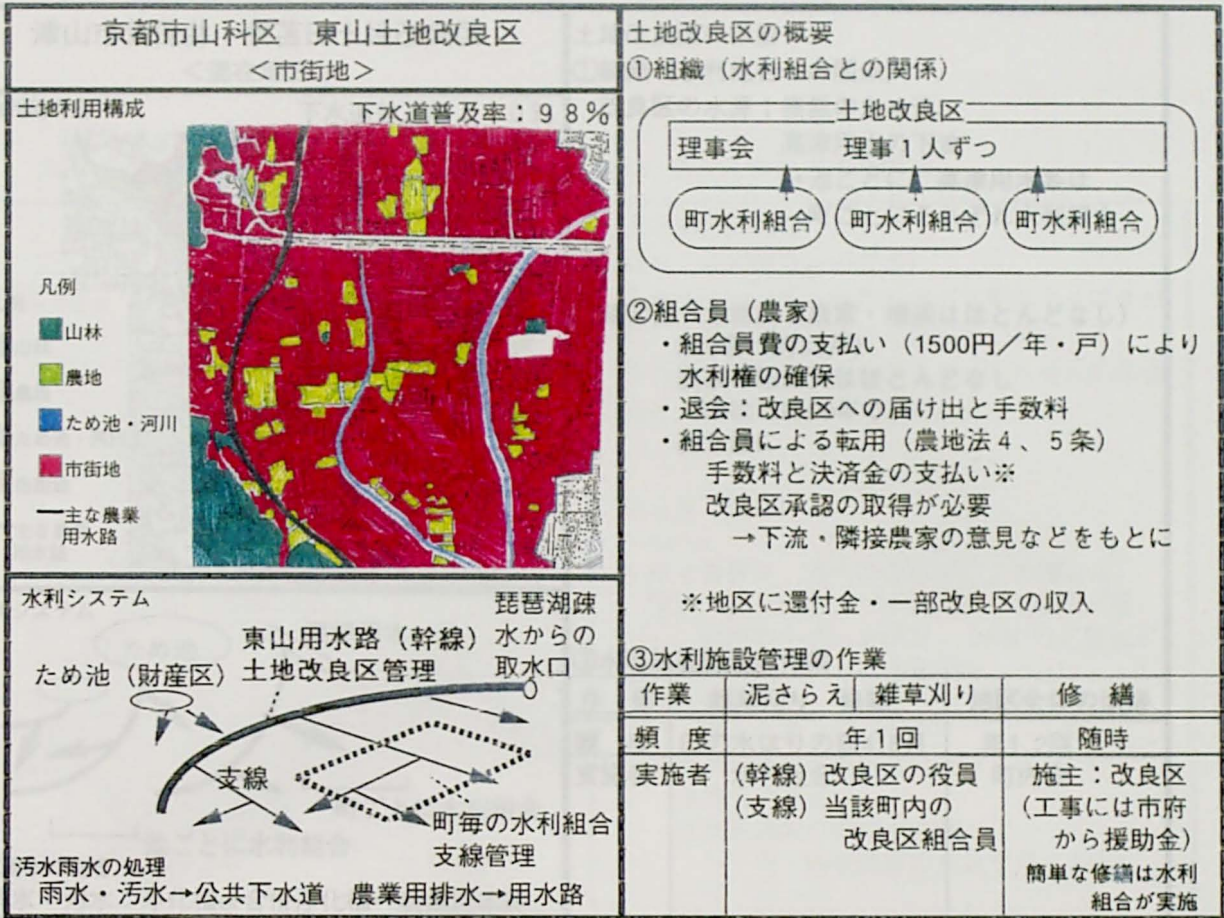 京都市山科区　東山土地改良区
＜市街地＞
土地利用構成
下水道普及率：９８％
凡例
山林
農地
ため池・河川
市街地
主な農業
用水路
水利システム
琵琶湖疎
水からの
取水口
東山用水路（幹線）
土地改良区管理
ため池（財産区）
支線
町毎の水利組合
支線管理
汚水雨水の処理
雨水・汚水→公共下水道　農業用排水→用水路
土地改良区の概要
①組織（水利組合との関係）
土地改良区
理事会　理事１人ずつ
町水利組合　町水利組合　町水利組合
②組合員（農家）
・組合員費の支払い（1500円／年・戸）により
水利権の確保
・退会：改良区への届け出と手数料
・組合員による転用（農地法４、５条）
手数料と決済金の支払い※
改良区承認の取得が必要
→下流・隣接農家の意見などをもとに
※地区に還付金・一部改良区の収入
③水利施設管理の作業
作業　泥さらえ　雑草刈り　修繕
頻度　年１回　随時
実施者　（幹線）改良区の役員　施主：改良区
（支線）当該町内の　（工事には市府
改良区組合員　から援助金）
簡単な修繕は水利
組合が実施